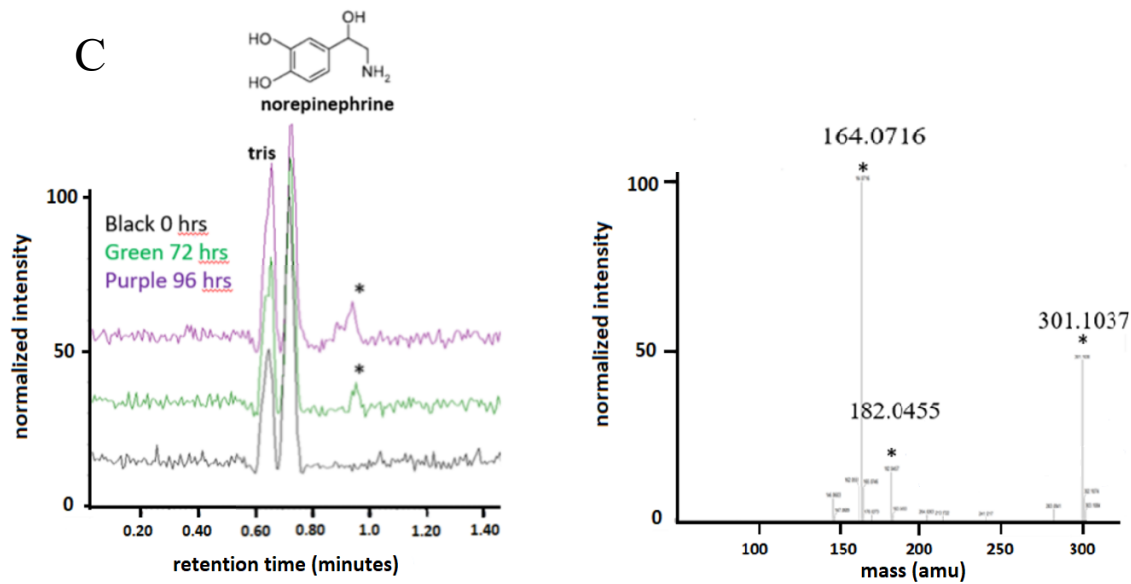 C
OH
HO
HO
NH2
norepinephrine
tris
100
50
0
normalized intensity
Black 0 hrs
Green 72 hrs
Purple 96 hrs
*
*
0.20 0.40 0.60 0.80 1.0 1.20 1.40
retention time (minutes)
164.0716
*
301.1037
*
182.0455
*
100
50
0
normalized intensity
100 150 200 250 300
mass (amu)